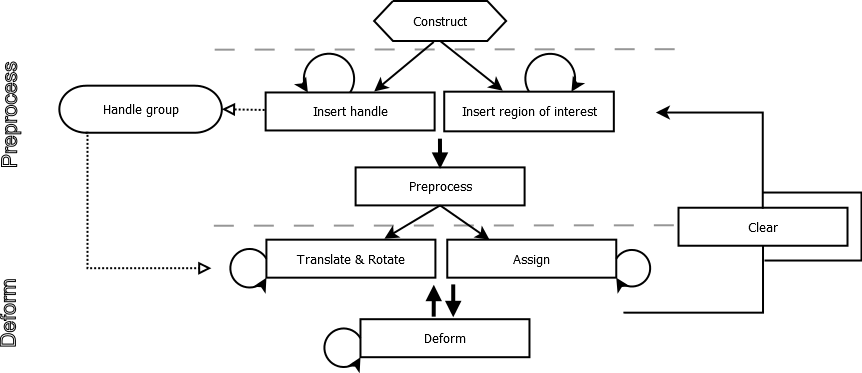 Construct
Preprocess
Handle group
Insert handle
Insert region of interest
Preprocess
Clear
Translate & Rotate
Assign
Deform
Deform